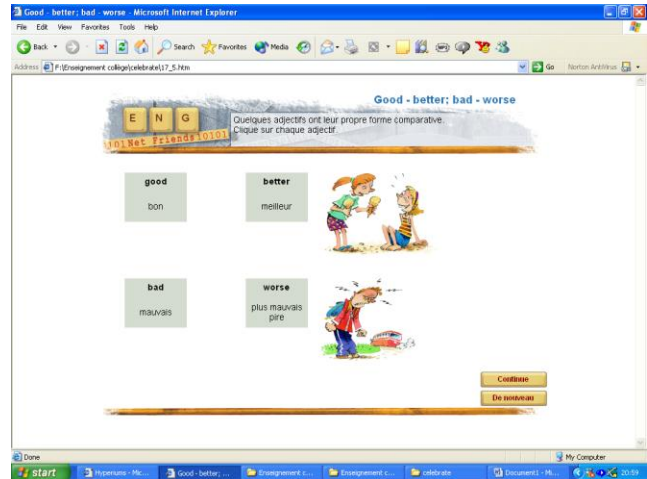 Good - better; bad - worse - Microsoft Internet Explorer
File Edit View Favorites Tools Help
Back Search Favorites Media
Address F:\Enseignement collège\celebrate\17_5.htm Go Norton AntiVirus
Good - better; bad - worse
E N G
Quelques adjectifs ont leur propre forme comparative.
Clique sur chaque adjectif.
101Net Friends10101
good better
bon meilleur
bad worse
mauvais plus mauvais
pire
Continue
De nouveau
Done My Computer
start Hyperiums - Mic... Good - better; ... Enseignement c... Enseignement c... celebrate Document1 - Mi... 20:59